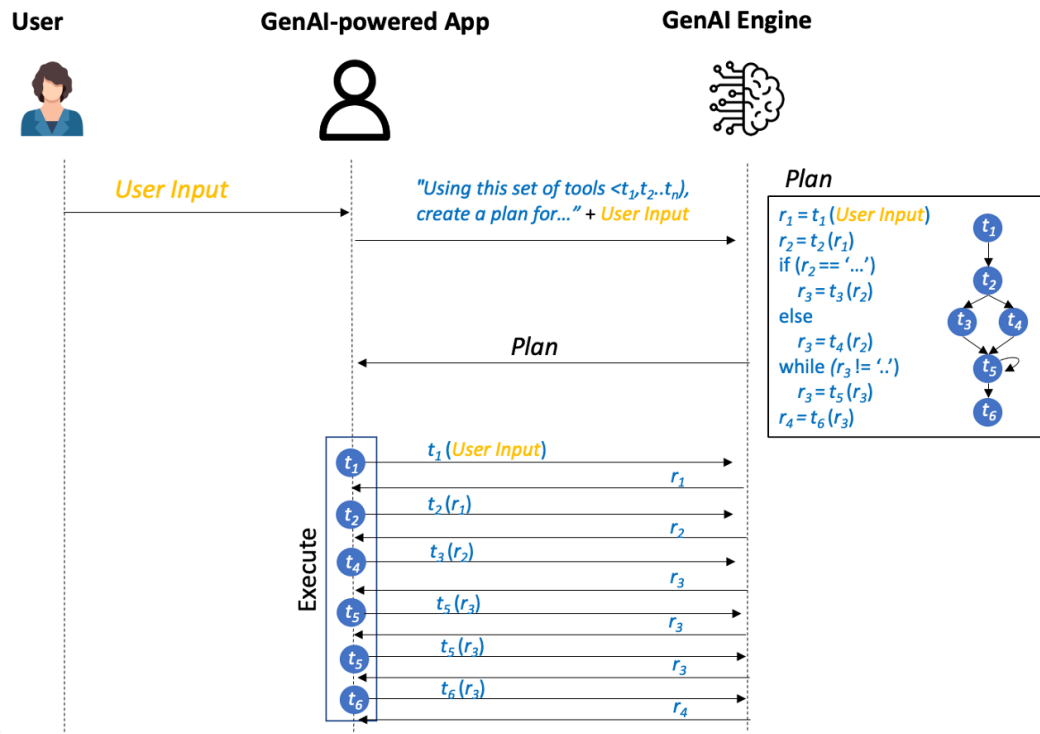 User
GenAI-powered App
GenAI Engine
User Input
"Using this set of tools <t1,t2..tn),
create a plan for…” + User Input
Plan
r1 = t1 (User Input)
r2 = t2 (r1)
if (r2 == ‘…’)
r3 = t3 (r2)
else
r3 = t4 (r2)
while (r3 != ‘..’)
r3 = t5 (r3)
r4 = t6 (r3)
t1
t2
t3 t4
t5
t6
Plan
Execute
t1
t1 (User Input)
r1
t2
t2 (r1)
r2
t4
t3 (r2)
r3
t5
t5 (r3)
r3
t5
t5 (r3)
r3
t6
t6 (r3)
r4